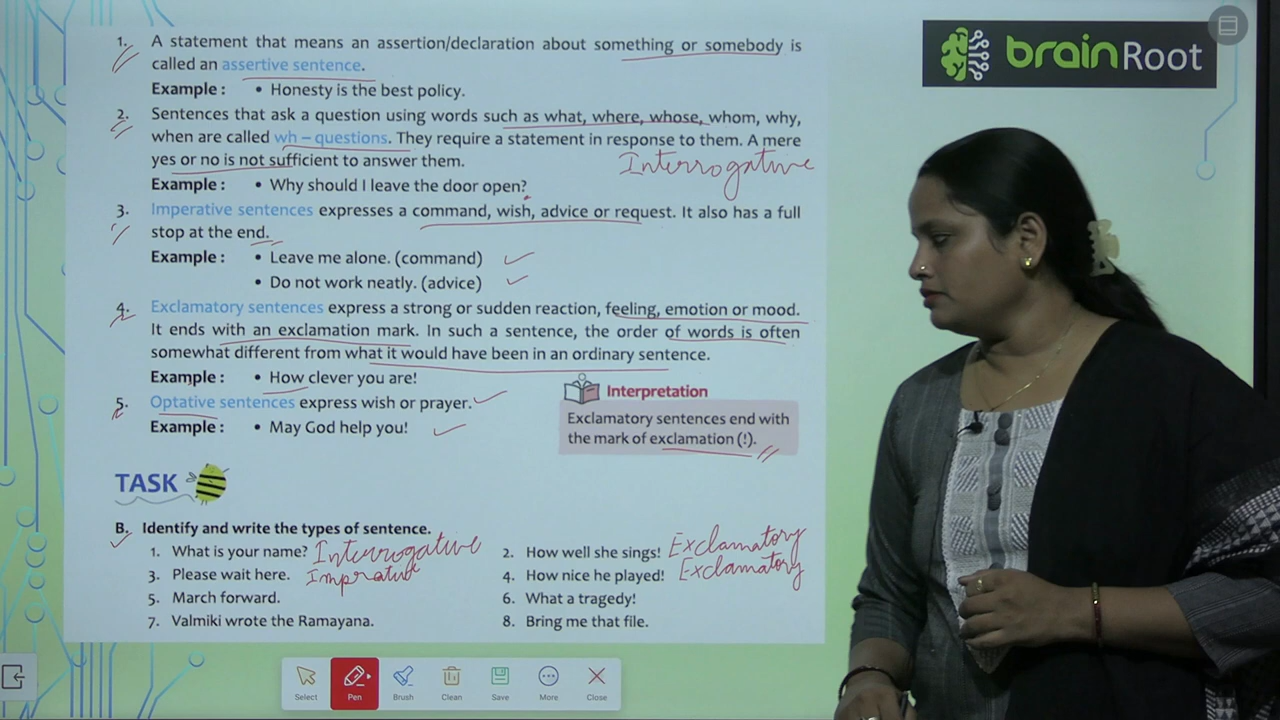 brainRoot
1. A statement that means an assertion/declaration about something or somebody is
called an assertive sentence.
Example : • Honesty is the best policy.
2. Sentences that ask a question using words such as what, where, whose, whom, why,
when are called wh – questions. They require a statement in response to them. A mere
yes or no is not sufficient to answer them.
Interrogative
Example : • Why should I leave the door open?
3. Imperative sentences expresses a command, wish, advice or request. It also has a full
stop at the end.
Example : • Leave me alone. (command)
• Do not work neatly. (advice)
4. Exclamatory sentences express a strong or sudden reaction, feeling, emotion or mood.
It ends with an exclamation mark. In such a sentence, the order of words is often
somewhat different from what it would have been in an ordinary sentence.
Example : • How clever you are!
5. Optative sentences express wish or prayer.
Example : • May God help you!
Interpretation
Exclamatory sentences end with
the mark of exclamation (!).
TASK
B. Identify and write the types of sentence.
1. What is your name? Interrogative
2. How well she sings! Exclamatory
3. Please wait here. Imprative
4. How nice he played! Exclamatory
5. March forward.
6. What a tragedy!
7. Valmiki wrote the Ramayana.
8. Bring me that file.
Select Pen Brush Clean Save More Close